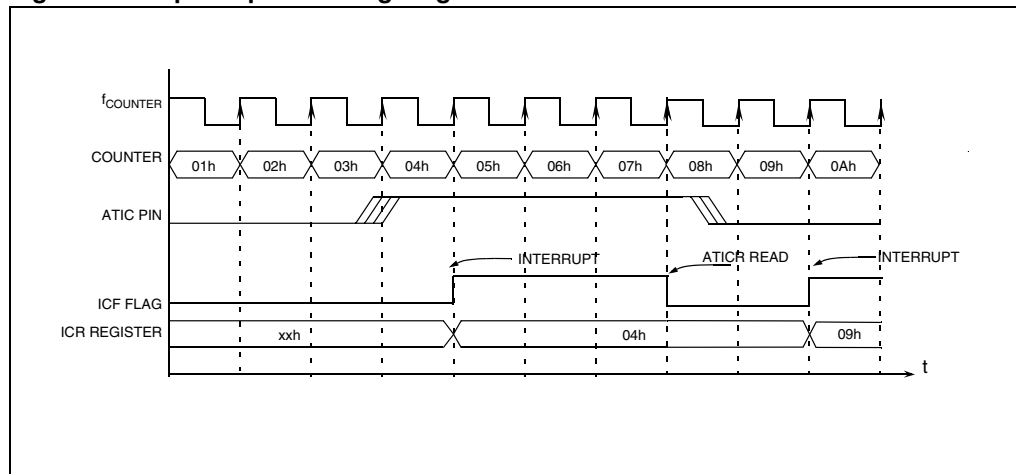 fCOUNTER
COUNTER 01h 02h 03h 04h 05h 06h 07h 08h 09h 0Ah
ATIC PIN
INTERRUPT ATICR READ INTERRUPT
ICF FLAG
ICR REGISTER xxh 04h 09h
t